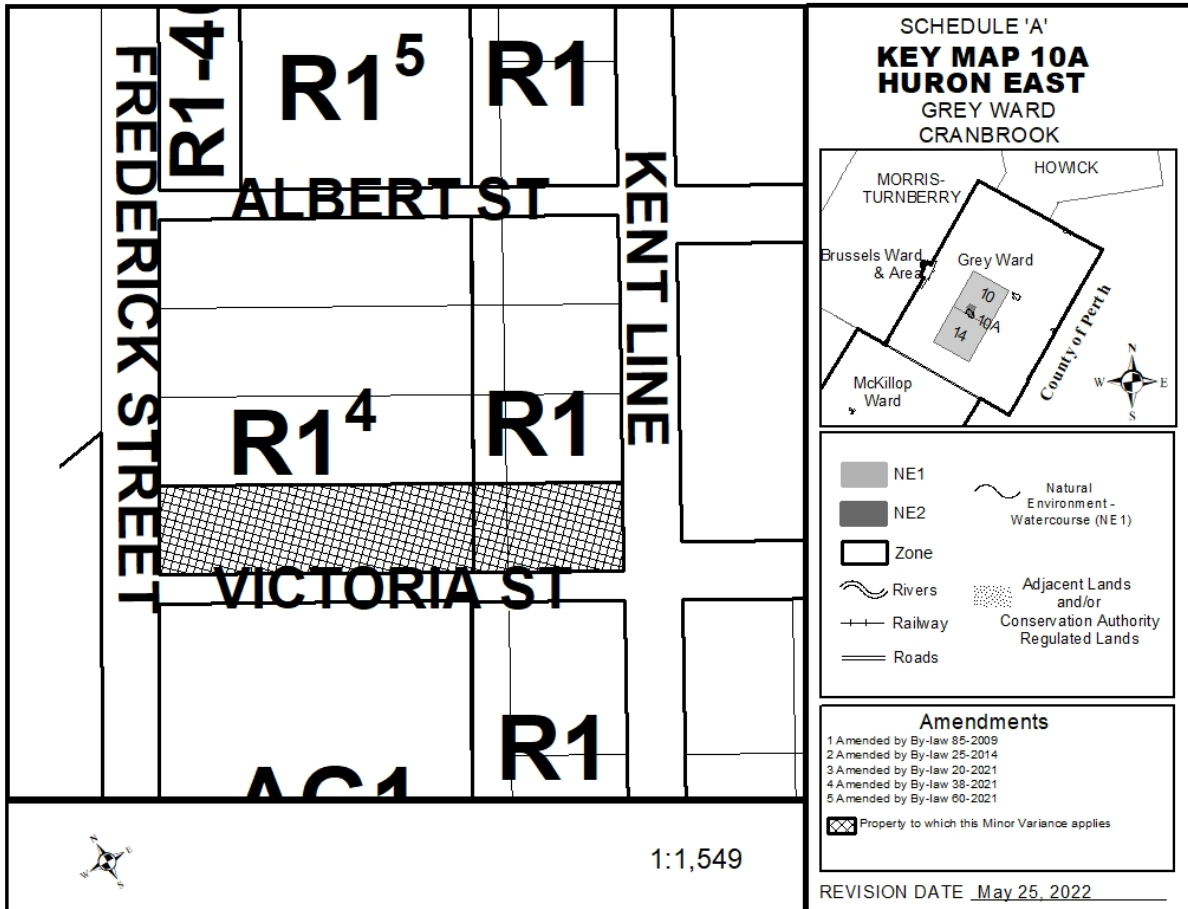 FREDERICK STREET
R1-40
R1⁵
R1
ALBERT ST
KENT LINE
R1⁴
R1
VICTORIA ST
R1
AG1
N
E
W
S
1:1,549
SCHEDULE 'A'
KEY MAP 10A
HURON EAST
GREY WARD
CRANBROOK
HOWICK
MORRIS-
TURNBERRY
Brussels Ward
& Area
Grey Ward
10
10A
14
County of Perth
McKillop
Ward
N
W
E
S
NE1
NE2
Zone
Rivers
Railway
Roads
Natural
Environment -
Watercourse (NE1)
Adjacent Lands
and/or
Conservation Authority
Regulated Lands
Amendments
1 Amended by By-law 85-2009
2 Amended by By-law 25-2014
3 Amended by By-law 20-2021
4 Amended by By-law 38-2021
5 Amended by By-law 60-2021
Property to which this Minor Variance applies
REVISION DATE May 25, 2022